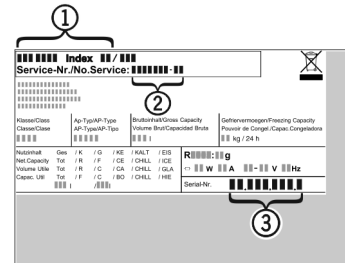 1
Index /
Service-Nr./No.Service: -
2
Klasse/Class
Classe/Clase
Ap-Typ/AP-Type
AP-Type/AP-Tipo
Bruttoinhalt/Gross Capacity
Volume Brut/Capacidad Bruta
l
Gefriervermoegen/Freezing Capacity
Pouvoir de Congel./Capac.Congeladora
kg / 24 h
Nutzinhalt Ges / K / G / KE / KALT / EIS
Net.Capacity Tot / R / F / CE / CHILL / ICE
Volume Utile Tot / R / C / CA / CHILL / GLA
Capac. Util Tot / F / C / BO / CHILL / HIE
l / l
R : g
W A - V Hz
Serial-Nr.
3